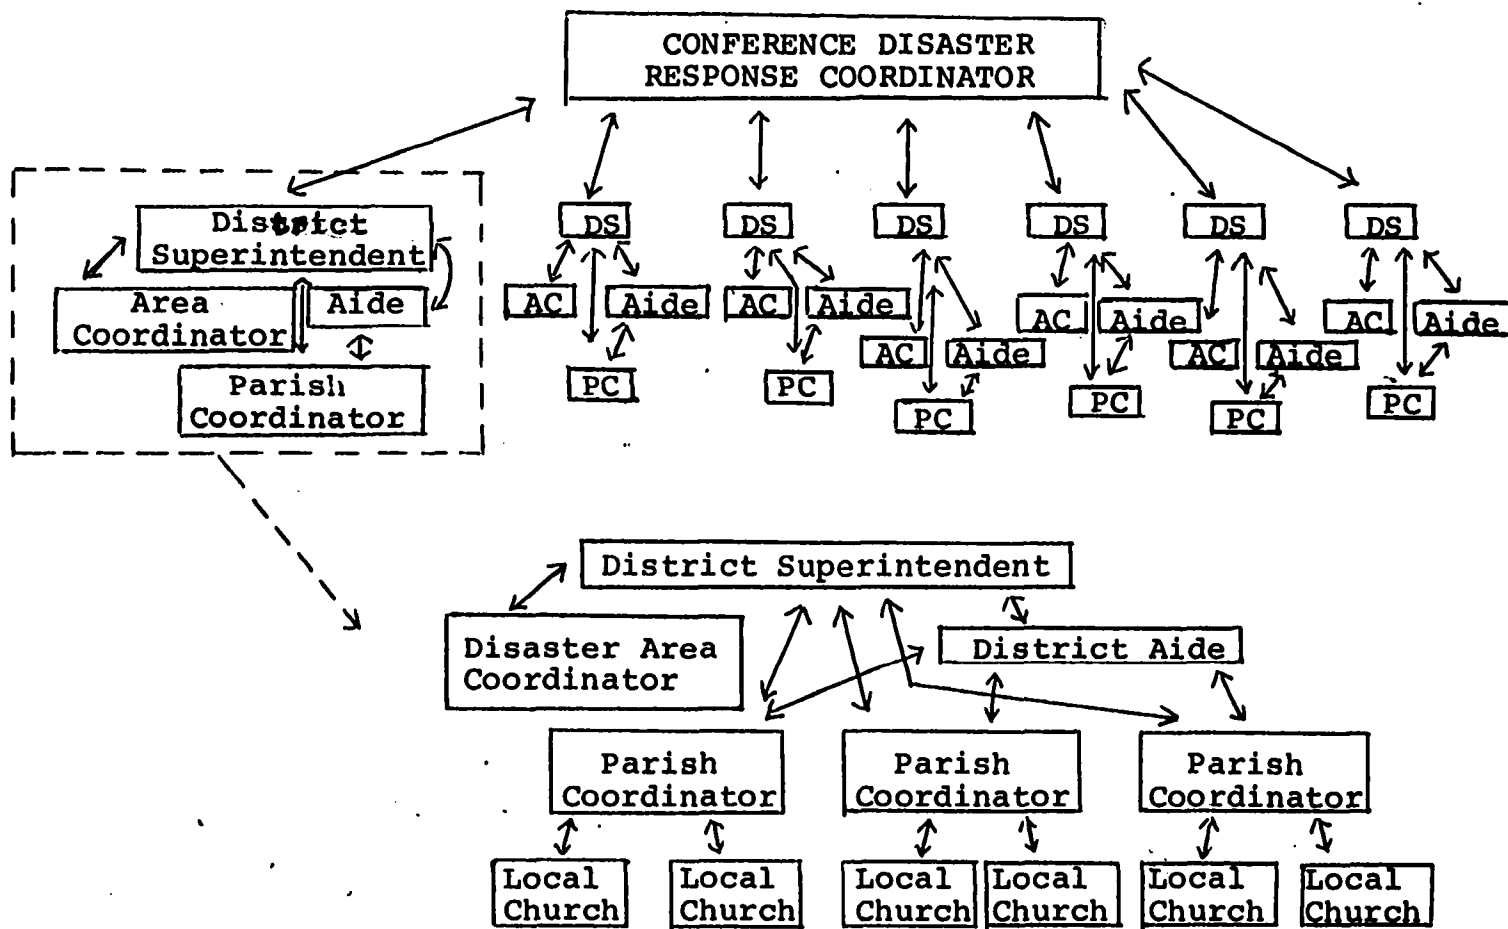 CONFERENCE DISASTER
RESPONSE COORDINATOR
District
Superintendent
Area
Coordinator
Aide
Parish
Coordinator
DS
AC
Aide
PC
DS
AC
Aide
PC
DS
AC
Aide
PC
DS
AC
Aide
PC
DS
AC
Aide
PC
DS
AC
Aide
PC
District Superintendent
Disaster Area
Coordinator
District Aide
Parish
Coordinator
Parish
Coordinator
Parish
Coordinator
Local
Church
Local
Church
Local
Church
Local
Church
Local
Church
Local
Church